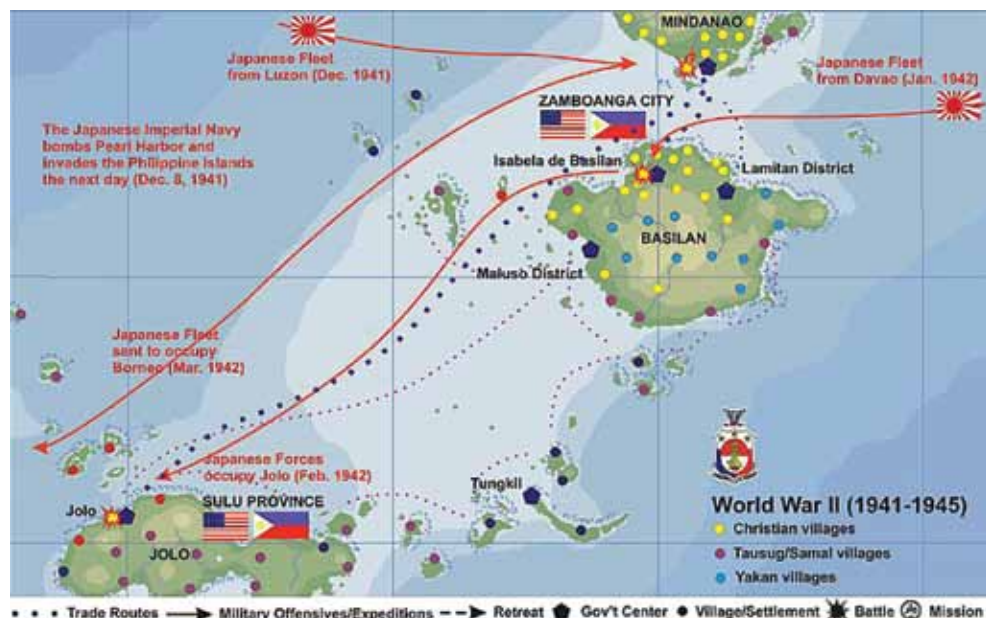 MINDANAO
Japanese Fleet
from Luzon (Dec. 1941)
Japanese Fleet
from Davao (Jan. 1942)
ZAMBOANGA CITY
The Japanese Imperial Navy
bombs Pearl Harbor and
invades the Philippine Islands
the next day (Dec. 8, 1941)
Isabela de Basilan
Lamitan District
BASILAN
Maluso District
Japanese Fleet
sent to occupy
Borneo (Mar. 1942)
Japanese Forces
occupy Jolo (Feb. 1942)
Tungkil
Jolo
SULU PROVINCE
JOLO
World War II (1941-1945)
Christian villages
Tausug/Samal villages
Yakan villages
Trade Routes Military Offensives/Expeditions Retreat Gov't Center Village/Settlement Battle Mission